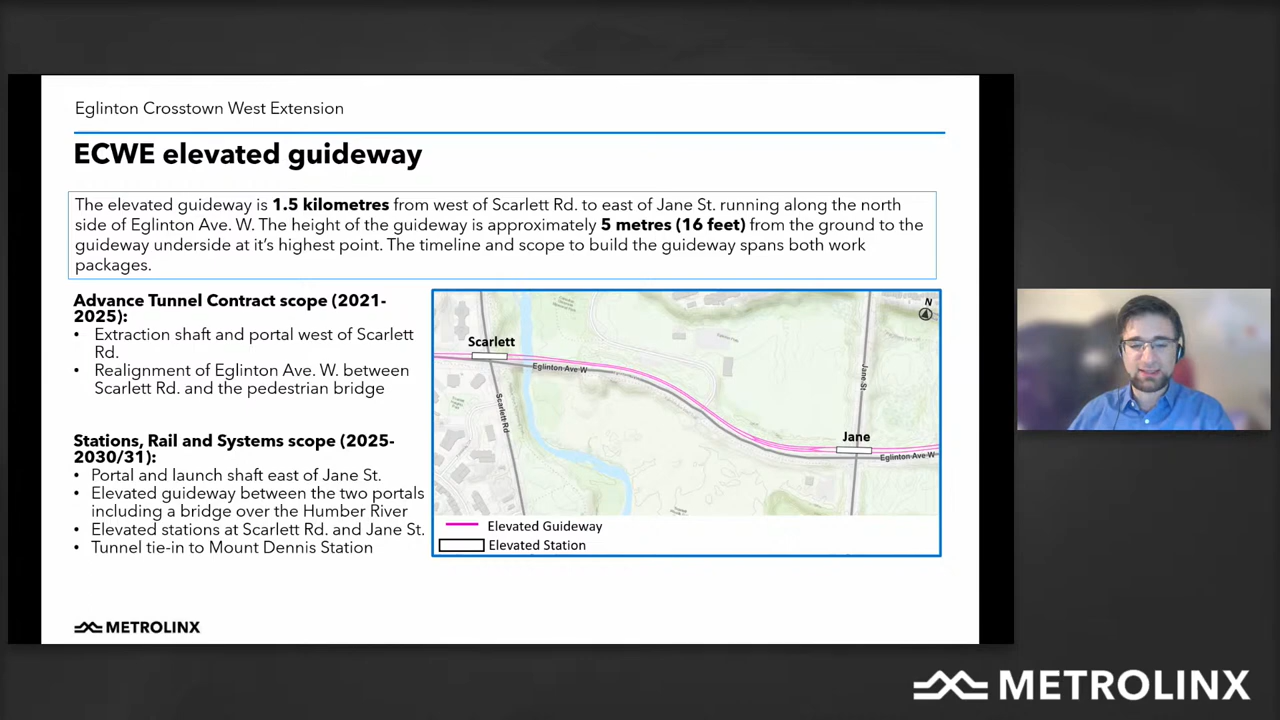 Eglinton Crosstown West Extension
ECWE elevated guideway
The elevated guideway is 1.5 kilometres from west of Scarlett Rd. to east of Jane St. running along the north
side of Eglinton Ave. W. The height of the guideway is approximately 5 metres (16 feet) from the ground to the
guideway underside at it's highest point. The timeline and scope to build the guideway spans both work
packages.
Advance Tunnel Contract scope (2021-
2025):
• Extraction shaft and portal west of Scarlett
Rd.
• Realignment of Eglinton Ave. W. between
Scarlett Rd. and the pedestrian bridge
Stations, Rail and Systems scope (2025-
2030/31):
• Portal and launch shaft east of Jane St.
• Elevated guideway between the two portals
including a bridge over the Humber River
• Elevated stations at Scarlett Rd. and Jane St.
• Tunnel tie-in to Mount Dennis Station
N
Scarlett
Eglinton Ave W
Scarlett Rd
Jane St
Jane
Eglinton Ave W
Elevated Guideway
Elevated Station
METROLINX
METROLINX